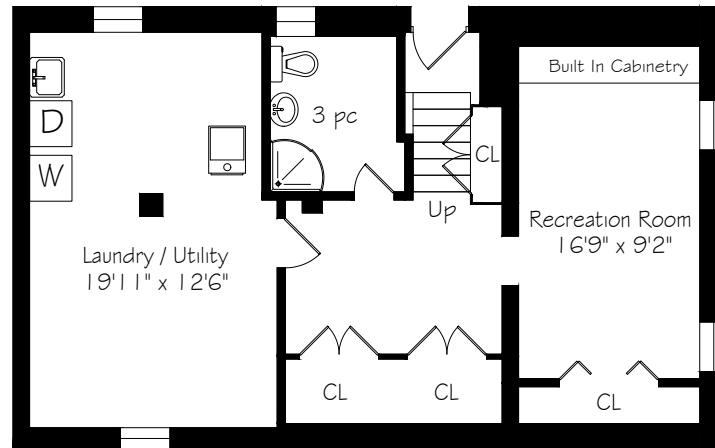 Built In Cabinetry
D
3 pc
CL
W
Up
Recreation Room
16'9" x 9'2"
Laundry / Utility
19'11" x 12'6"
CL
CL
CL